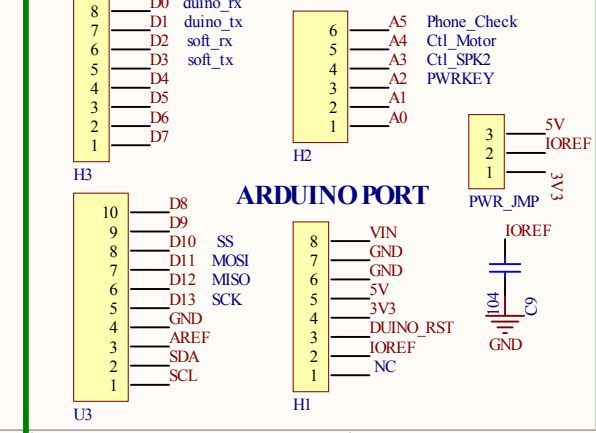 8 D0 duino_rx
7 D1 duino_tx
6 D2 soft_rx
5 D3 soft_tx
4 D4
3 D5
2 D6
1 D7
H3
6 A5 Phone_Check
5 A4 Ctl_Motor
4 A3 Ctl_SPK2
3 A2 PWRKEY
2 A1
1 A0
H2
3 5V
2 IOREF
1 3V3
PWR_JMP
ARDUINO PORT
10 D8
9 D9
8 D10 SS
7 D11 MOSI
6 D12 MISO
5 D13 SCK
4 GND
3 AREF
2 SDA
1 SCL
U3
8 VIN
7 GND
6 GND
5 5V
4 3V3
3 DUINO_RST
2 IOREF
1 NC
H1
IOREF
104
C9
GND